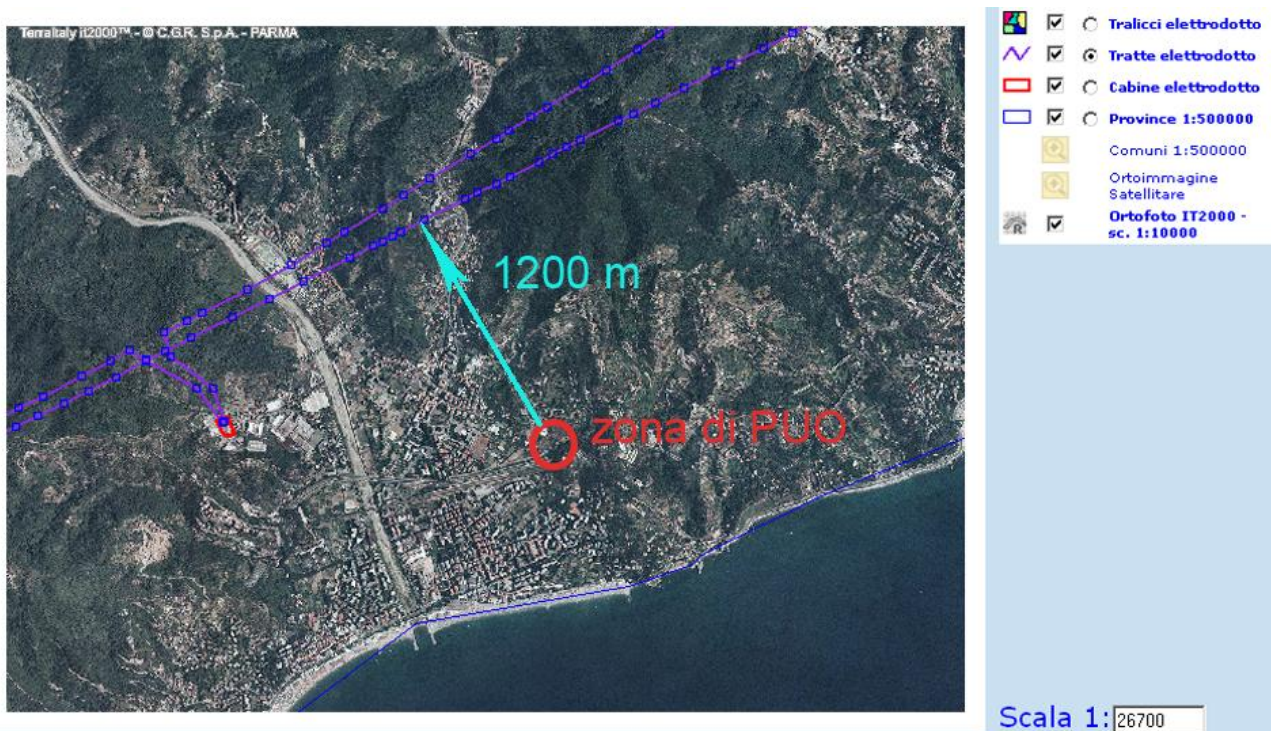 Terraltaly it2000™ - © C.G.R. S.p.A. - PARMA
1200 m
zona di PUO
Tralicci elettrodotto
Tratte elettrodotto
Cabine elettrodotto
Province 1:500000
Comuni 1:500000
Ortoimmagine
Satellitare
R
Ortofoto IT2000 -
sc. 1:10000
Scala 1: 26700